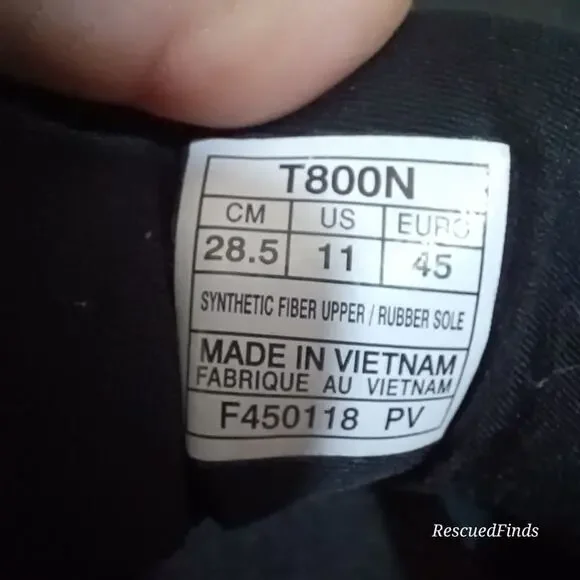 T800N
CM US EURO
28.5 11 45
SYNTHETIC FIBER UPPER / RUBBER SOLE
MADE IN VIETNAM
FABRIQUE AU VIETNAM
F450118 PV
RescuedFinds